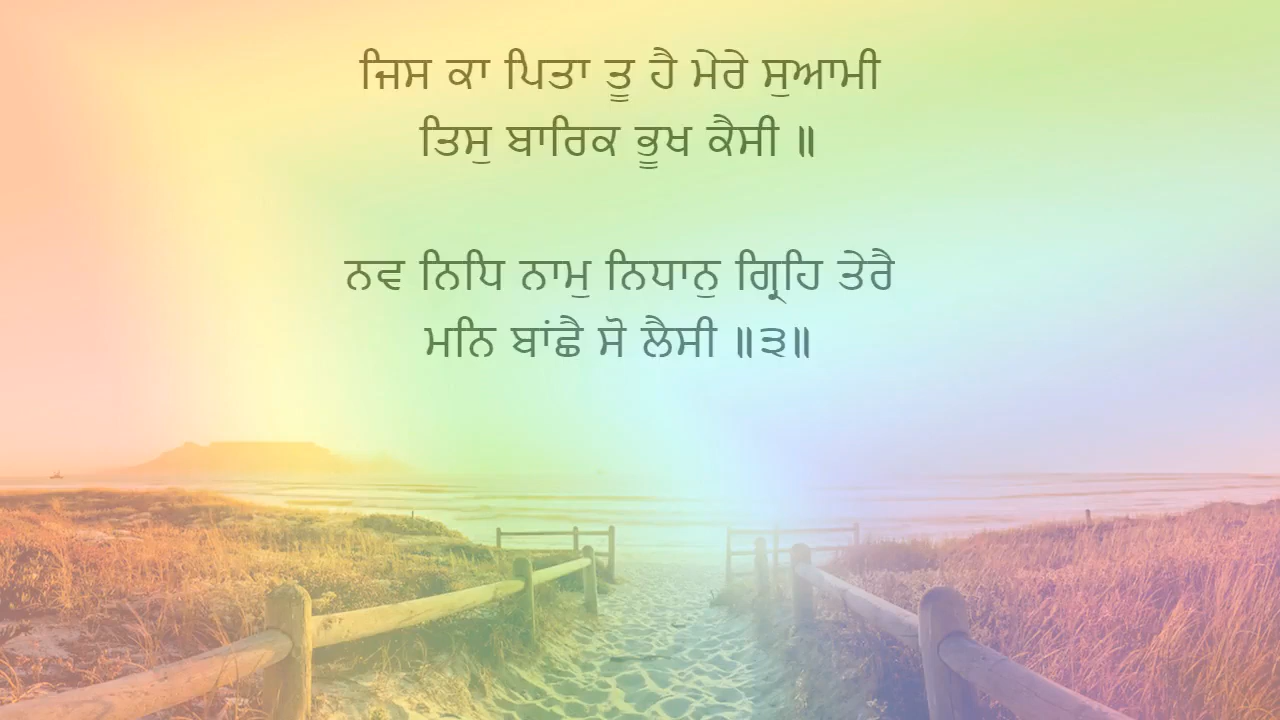 ਜਿਸ ਕਾ ਪਿਤਾ ਤੂ ਹੈ ਮੇਰੇ ਸੁਆਮੀ
ਤਿਸੁ ਬਾਰਿਕ ਭੂਖ ਕੈਸੀ ॥
ਨਵ ਨਿਧਿ ਨਾਮੁ ਨਿਧਾਨੁ ਗ੍ਰਿਹਿ ਤੇਰੈ
ਮਨਿ ਬਾਂਛੈ ਸੋ ਲੈਸੀ ॥੩॥